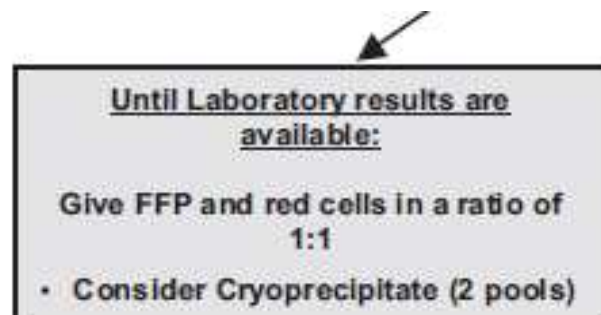 Until Laboratory results are
available:
Give FFP and red cells in a ratio of
1:1
• Consider Cryoprecipitate (2 pools)